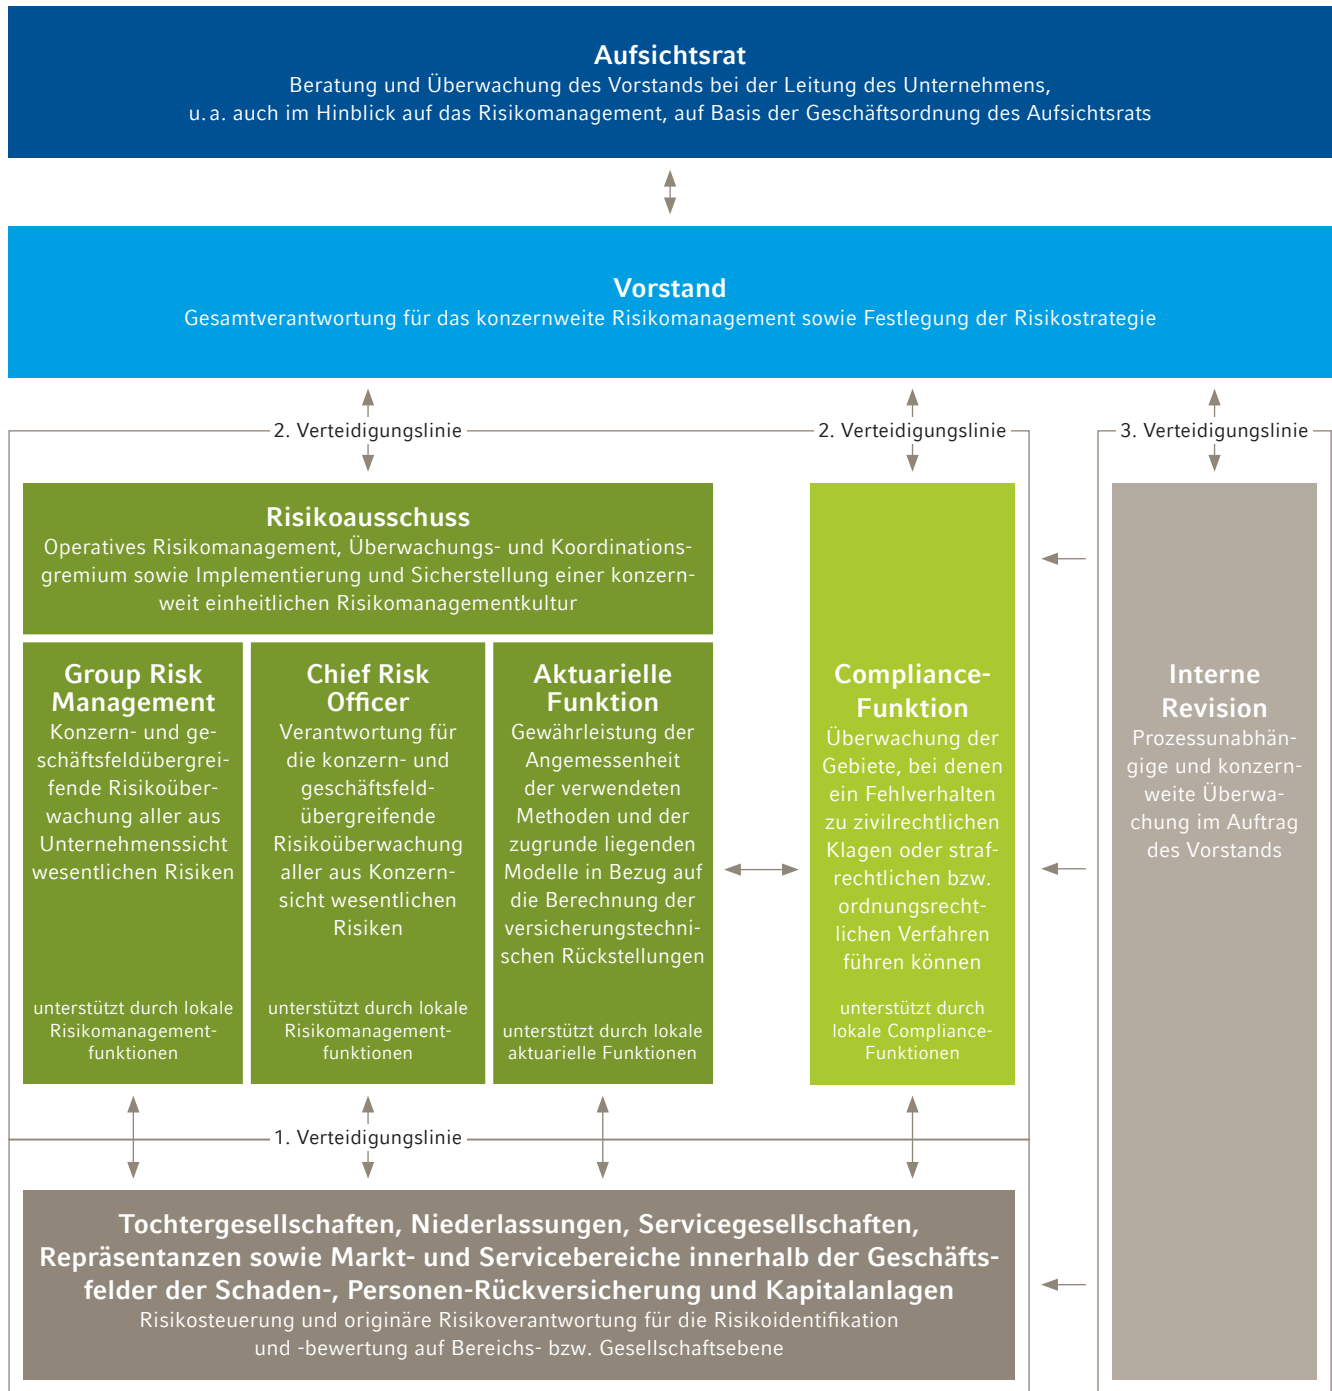 Aufsichtsrat
Beratung und Überwachung des Vorstands bei der Leitung des Unternehmens,
u. a. auch im Hinblick auf das Risikomanagement, auf Basis der Geschäftsordnung des Aufsichtsrats
Vorstand
Gesamtverantwortung für das konzernweite Risikomanagement sowie Festlegung der Risikostrategie
2. Verteidigungslinie
2. Verteidigungslinie
3. Verteidigungslinie
Risikoausschuss
Operatives Risikomanagement, Überwachungs- und Koordinations-
gremium sowie Implementierung und Sicherstellung einer konzern-
weit einheitlichen Risikomanagementkultur
Group Risk
Management
Konzern- und ge-
schäftsfeldübergrei-
fende Risikoüber-
wachung aller aus
Unternehmenssicht
wesentlichen Risiken
unterstützt durch lokale
Risikomanagement-
funktionen
Chief Risk
Officer
Verantwortung für
die konzern- und
geschäftsfeld-
übergreifende
Risikoüberwachung
aller aus Konzern-
sicht wesentlichen
Risiken
unterstützt durch lokale
Risikomanagement-
funktionen
Aktuarielle
Funktion
Gewährleistung der
Angemessenheit
der verwendeten
Methoden und der
zugrunde liegenden
Modelle in Bezug auf
die Berechnung der
versicherungstechni-
schen Rückstellungen
unterstützt durch lokale
aktuarielle Funktionen
Compliance-
Funktion
Überwachung der
Gebiete, bei denen
ein Fehlverhalten
zu zivilrechtlichen
Klagen oder straf-
rechtlichen bzw.
ordnungsrecht-
lichen Verfahren
führen können
unterstützt durch
lokale Compliance-
Funktionen
Interne
Revision
Prozessunabhän-
gige und konzern-
weite Überwa-
chung im Auftrag
des Vorstands
1. Verteidigungslinie
Tochtergesellschaften, Niederlassungen, Servicegesellschaften,
Repräsentanzen sowie Markt- und Servicebereiche innerhalb der Geschäfts-
felder der Schaden-, Personen-Rückversicherung und Kapitalanlagen
Risikosteuerung und originäre Risikoverantwortung für die Risikoidentifikation
und -bewertung auf Bereichs- bzw. Gesellschaftsebene